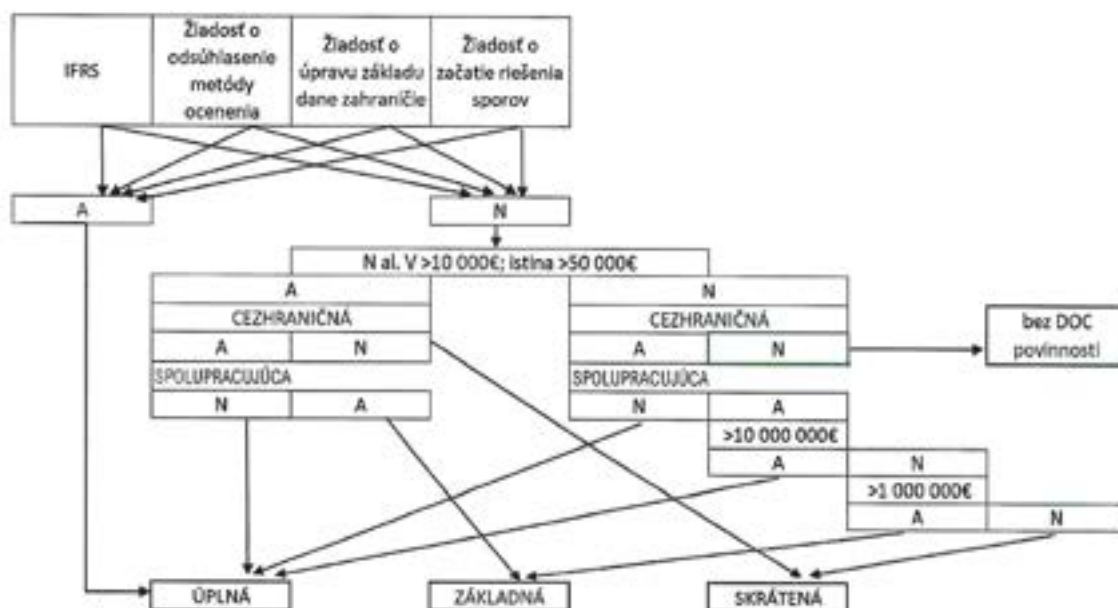 IFRS
Žiadosť o
odsúhlasenie
metódy
ocenenia
Žiadosť o
úpravu základu
dane zahraničie
Žiadosť o
začatie riešenia
sporov
A
N
N al. V >10 000€; istina >50 000€
A
N
CEZHRANIČNÁ
CEZHRANIČNÁ
bez DOC
povinnosti
A
N
A
N
SPOLUPRACUJÚCA
SPOLUPRACUJÚCA
N
A
N
A
>10 000 000€
A
N
>1 000 000€
A
N
ÚPLNÁ
ZÁKLADNÁ
SKRÁTENÁ